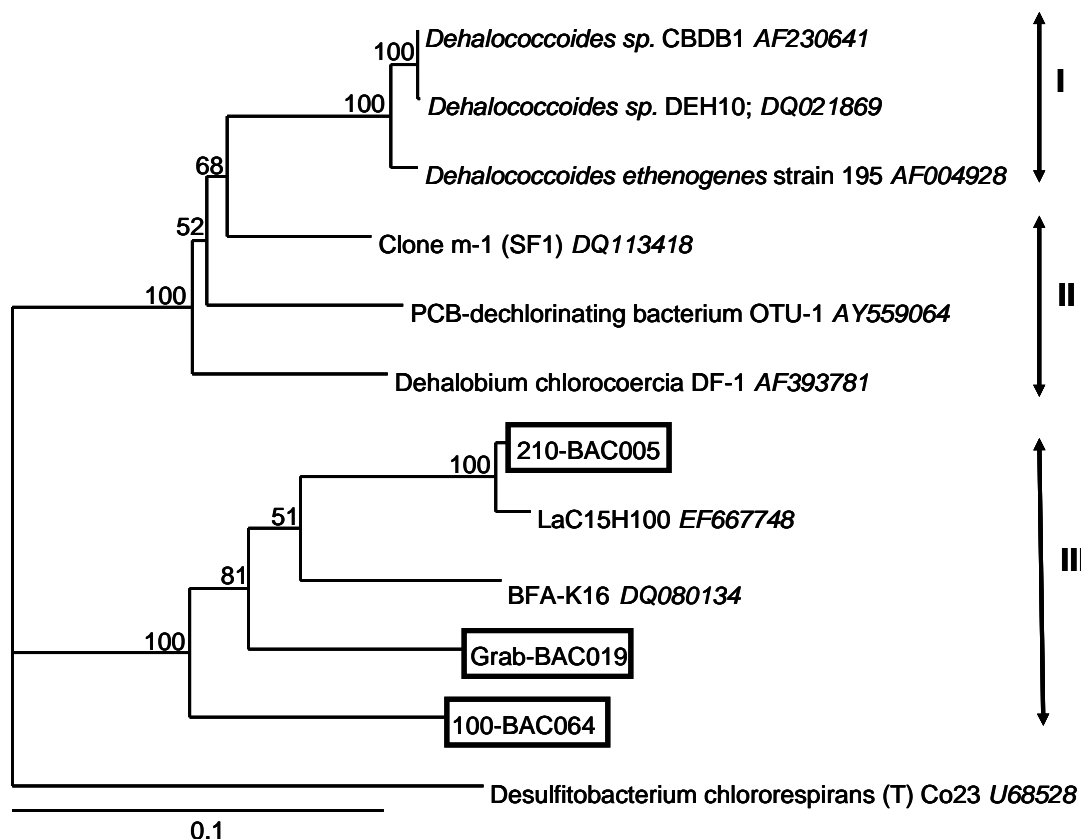 100
Dehalococcoides sp. CBDB1 AF230641
I
100
Dehalococcoides sp. DEH10; DQ021869
68
Dehalococcoides ethenogenes strain 195 AF004928
52
Clone m-1 (SF1) DQ113418
II
100
PCB-dechlorinating bacterium OTU-1 AY559064
Dehalobium chlorocoercia DF-1 AF393781
210-BAC005
100
51
LaC15H100 EF667748
III
81
BFA-K16 DQ080134
100
Grab-BAC019
100-BAC064
Desulfitobacterium chlororespirans (T) Co23 U68528
0.1